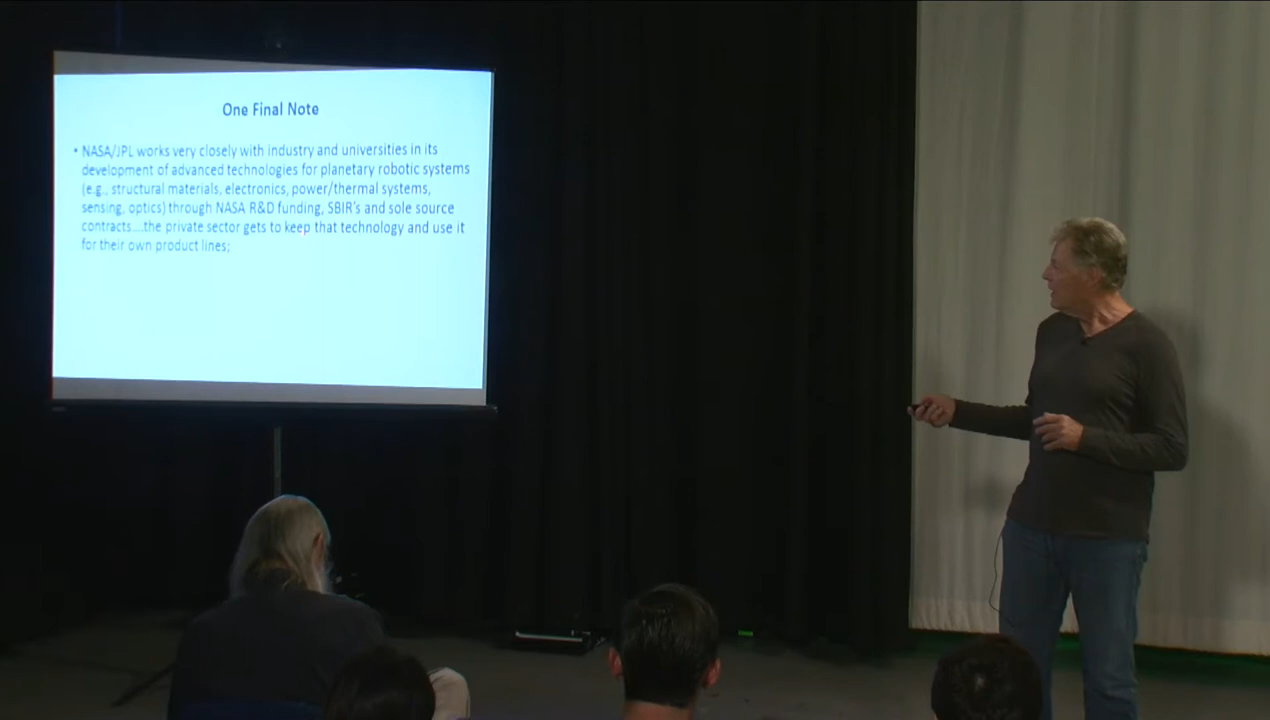 One Final Note
• NASA/JPL works very closely with industry and universities in its
development of advanced technologies for planetary robotic systems
(e.g., structural materials, electronics, power/thermal systems,
sensing, optics) through NASA R&D funding, SBIR's and sole source
contracts....the private sector gets to keep that technology and use it
for their own product lines;